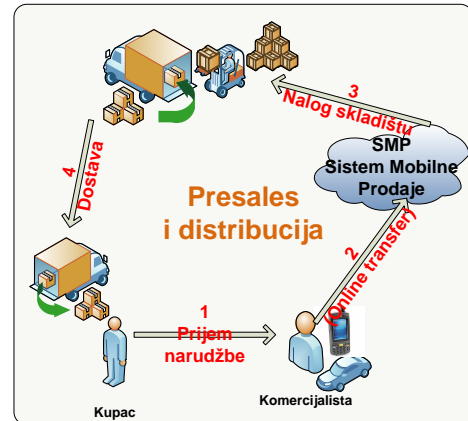 3
Nalog skladištu
SMP
Sistem Mobilne
Prodaje
4
Dostava
Presales
i distribucija
2
(Online transfer)
1
Prijem
narudžbe
Kupac
Komercijalista